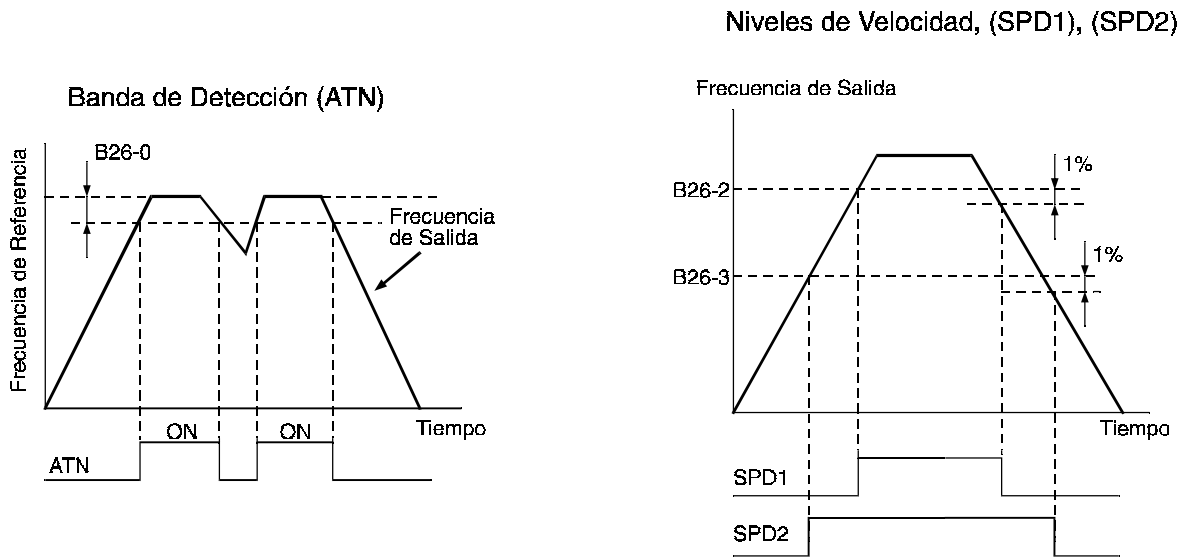 Banda de Detección (ATN)
B26-0
Frecuencia de Referencia
Frecuencia
de Salida
Tiempo
ON
ON
ATN
Niveles de Velocidad, (SPD1), (SPD2)
Frecuencia de Salida
1%
B26-2
1%
B26-3
Tiempo
SPD1
SPD2